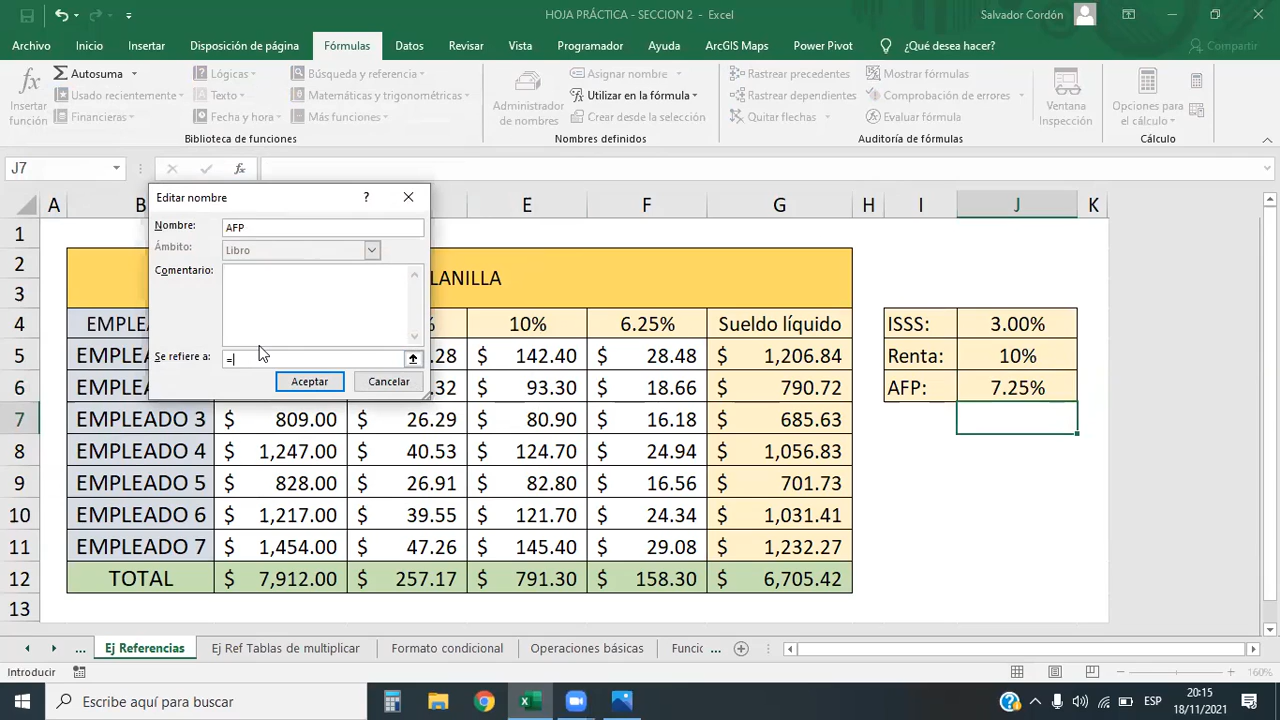 HOJA PRÁCTICA - SECCION 2 - Excel
Salvador Cordón
Archivo Inicio Insertar Disposición de página Fórmulas Datos Revisar Vista Programador Ayuda ArcGIS Maps Power Pivot ¿Qué desea hacer? Compartir
Insertar función
Autosuma
Usado recientemente
Financieras
Lógicas
Texto
Fecha y hora
Búsqueda y referencia
Matemáticas y trigonométricas
Más funciones
Biblioteca de funciones
Administrador de nombres
Asignar nombre
Utilizar en la fórmula
Crear desde la selección
Nombres definidos
Rastrear precedentes
Rastrear dependientes
Quitar flechas
Mostrar fórmulas
Comprobación de errores
Evaluar fórmula
Auditoría de fórmulas
Ventana Inspección
Opciones para el cálculo
Cálculo
J7 fx
A B E F G H I J K
Editar nombre ?
Nombre: AFP
Ámbito: Libro
Comentario:
Se refiere a: =
Aceptar Cancelar
1
2 LANILLA
3
4 EMPLE % 10% 6.25% Sueldo líquido ISSS: 3.00%
5 EMPLE .28 $ 142.40 $ 28.48 $ 1,206.84 Renta: 10%
6 EMPLE .32 $ 93.30 $ 18.66 $ 790.72 AFP: 7.25%
7 EMPLEADO 3 $ 809.00 $ 26.29 $ 80.90 $ 16.18 $ 685.63
8 EMPLEADO 4 $ 1,247.00 $ 40.53 $ 124.70 $ 24.94 $ 1,056.83
9 EMPLEADO 5 $ 828.00 $ 26.91 $ 82.80 $ 16.56 $ 701.73
10 EMPLEADO 6 $ 1,217.00 $ 39.55 $ 121.70 $ 24.34 $ 1,031.41
11 EMPLEADO 7 $ 1,454.00 $ 47.26 $ 145.40 $ 29.08 $ 1,232.27
12 TOTAL $ 7,912.00 $ 257.17 $ 791.30 $ 158.30 $ 6,705.42
13
... Ej Referencias Ej Ref Tablas de multiplicar Formato condicional Operaciones básicas Funcio ...
Introducir 160%
Escribe aquí para buscar
ESP
20:15
18/11/2021